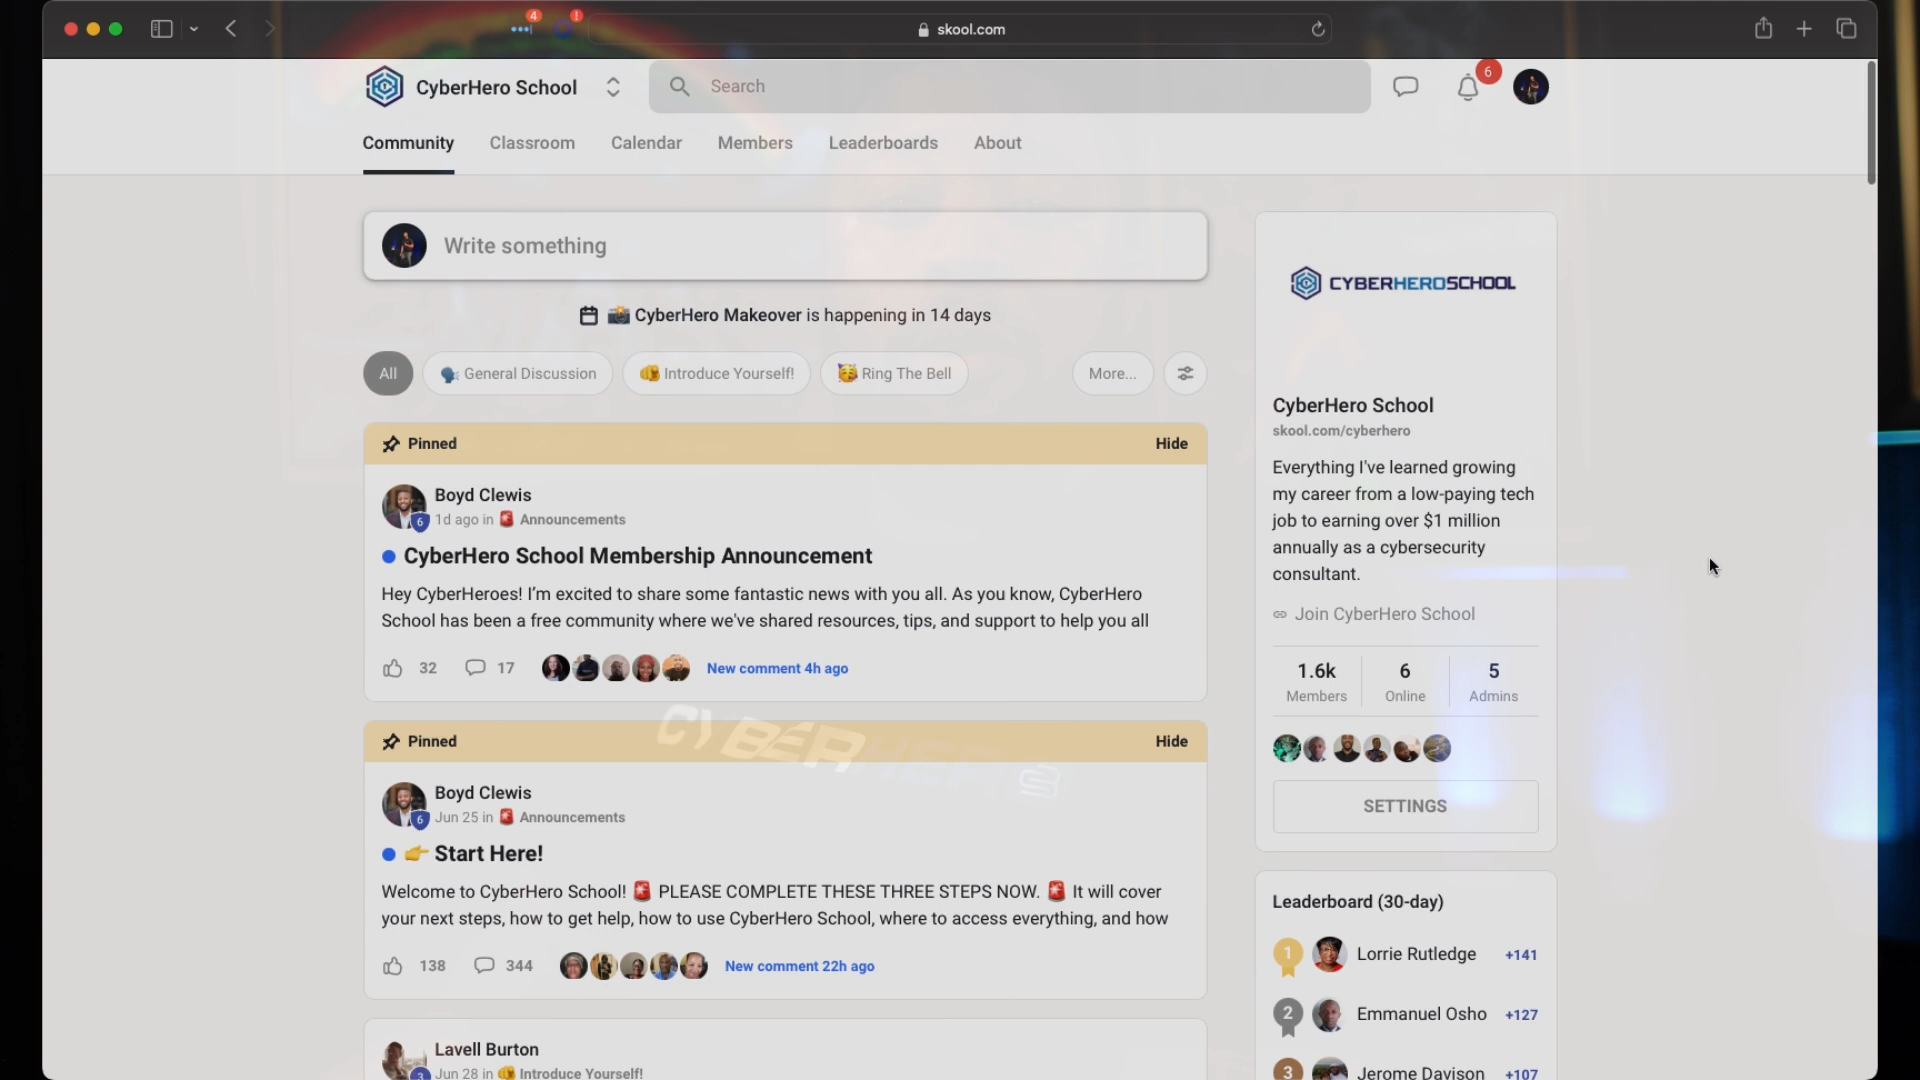 4
!
skool.com
CyberHero School
Search
6
Community
Classroom
Calendar
Members
Leaderboards
About
Write something
CyberHero Makeover is happening in 14 days
All
General Discussion
Introduce Yourself!
Ring The Bell
More...
Pinned
Hide
Boyd Clewis
6
1d ago in 🚨 Announcements
CyberHero School Membership Announcement
Hey CyberHeroes! I'm excited to share some fantastic news with you all. As you know, CyberHero
School has been a free community where we've shared resources, tips, and support to help you all
32
17
New comment 4h ago
Pinned
Hide
Boyd Clewis
6
Jun 25 in 🚨 Announcements
👉 Start Here!
Welcome to CyberHero School! 🚨 PLEASE COMPLETE THESE THREE STEPS NOW. 🚨 It will cover
your next steps, how to get help, how to use CyberHero School, where to access everything, and how
138
344
New comment 22h ago
Lavell Burton
3
Jun 28 in Introduce Yourself!
CYBERHEROSCHOOL
CyberHero School
skool.com/cyberhero
Everything I've learned growing
my career from a low-paying tech
job to earning over $1 million
annually as a cybersecurity
consultant.
Join CyberHero School
1.6k
Members
6
Online
5
Admins
SETTINGS
Leaderboard (30-day)
1
Lorrie Rutledge
+141
2
Emmanuel Osho
+127
3
Jerome Davison
+107
CYBER